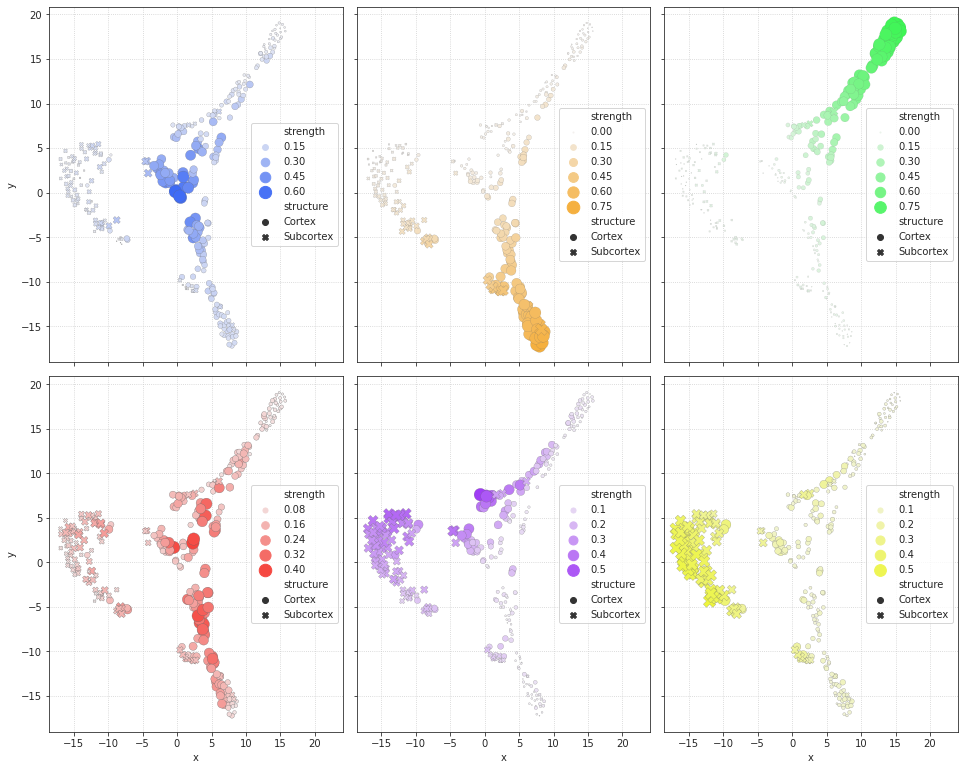 20
15
10
5
0
−5
−10
−15
y
strength
0.15
0.30
0.45
0.60
structure
Cortex
Subcortex
strength
0.00
0.15
0.30
0.45
0.60
0.75
structure
Cortex
Subcortex
strength
0.00
0.15
0.30
0.45
0.60
0.75
structure
Cortex
Subcortex
20
15
10
5
0
−5
−10
−15
y
strength
0.08
0.16
0.24
0.32
0.40
structure
Cortex
Subcortex
strength
0.1
0.2
0.3
0.4
0.5
structure
Cortex
Subcortex
strength
0.1
0.2
0.3
0.4
0.5
structure
Cortex
Subcortex
−15 −10 −5 0 5 10 15 20
x
−15 −10 −5 0 5 10 15 20
x
−15 −10 −5 0 5 10 15 20
x